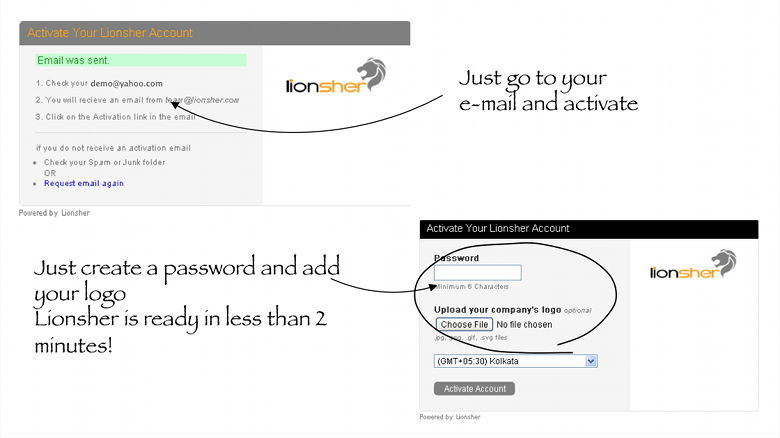 Activate Your Lionsher Account
Email was sent.
1. Check your demo@yahoo.com
2. You will recieve an email from team@lionsher.com
3. Click on the Activation link in the email
if you do not receive an activation email
Check your Spam or Junk folder
OR
Request email again
lionsher
Powered by Lionsher
Just go to your
e-mail and activate
Just create a password and add
your logo
Lionsher is ready in less than 2
minutes!
Activate Your Lionsher Account
Password
Minimum 6 Characters
Upload your company's logo optional
Choose File No file chosen
.jpg, .png, .gif, .svg files
(GMT+05:30) Kolkata
Activate Account
lionsher
Powered by Lionsher